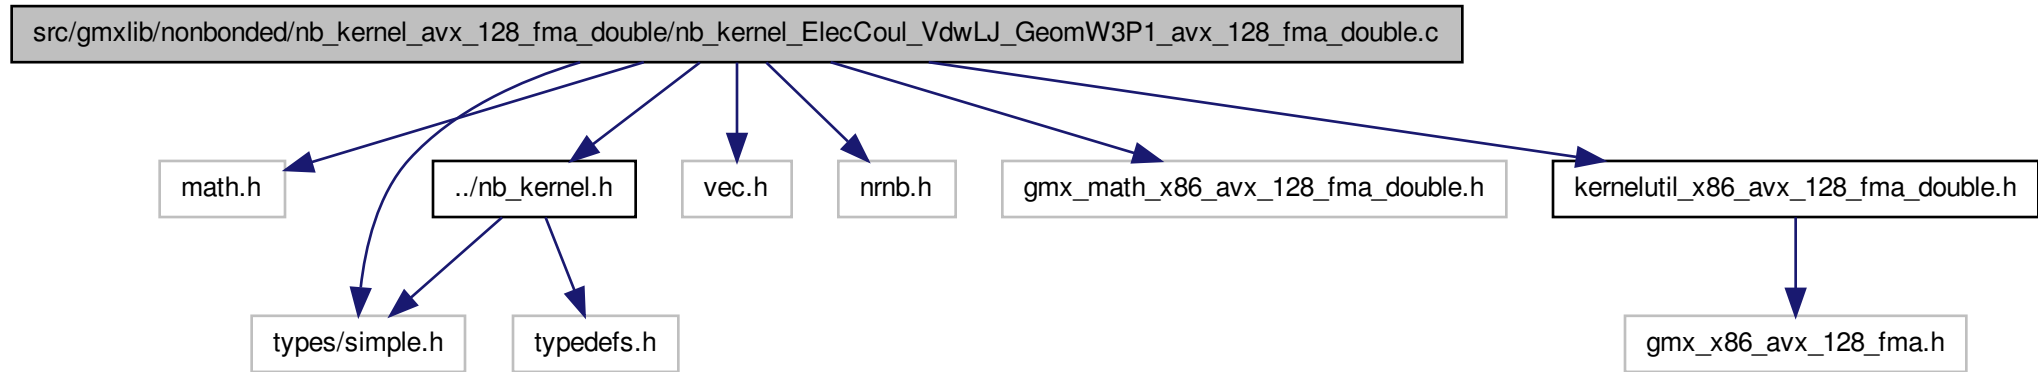 src/gmxlib/nonbonded/nb_kernel_avx_128_fma_double/nb_kernel_ElecCoul_VdwLJ_GeomW3P1_avx_128_fma_double.c
math.h
../nb_kernel.h
vec.h
nrnb.h
gmx_math_x86_avx_128_fma_double.h
kernelutil_x86_avx_128_fma_double.h
types/simple.h
typedefs.h
gmx_x86_avx_128_fma.h